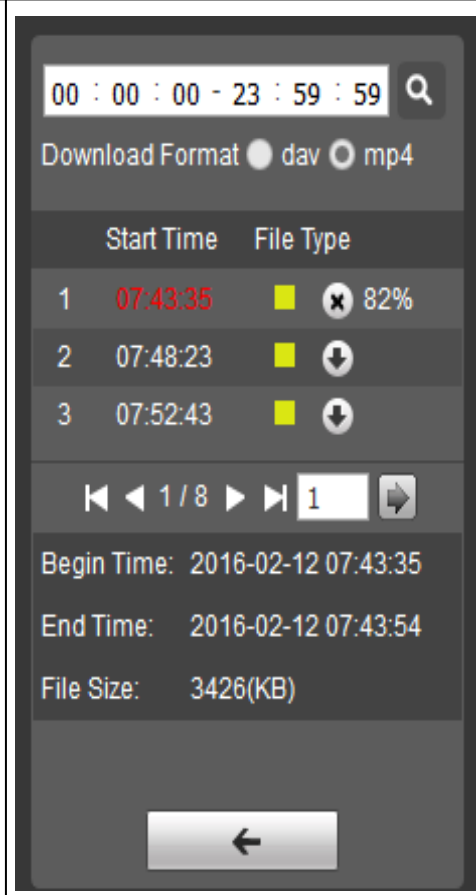 00 : 00 : 00 - 23 : 59 : 59
Download Format dav mp4
Start Time File Type
1 07:43:35 82%
2 07:48:23
3 07:52:43
1 / 8 1
Begin Time: 2016-02-12 07:43:35
End Time: 2016-02-12 07:43:54
File Size: 3426(KB)